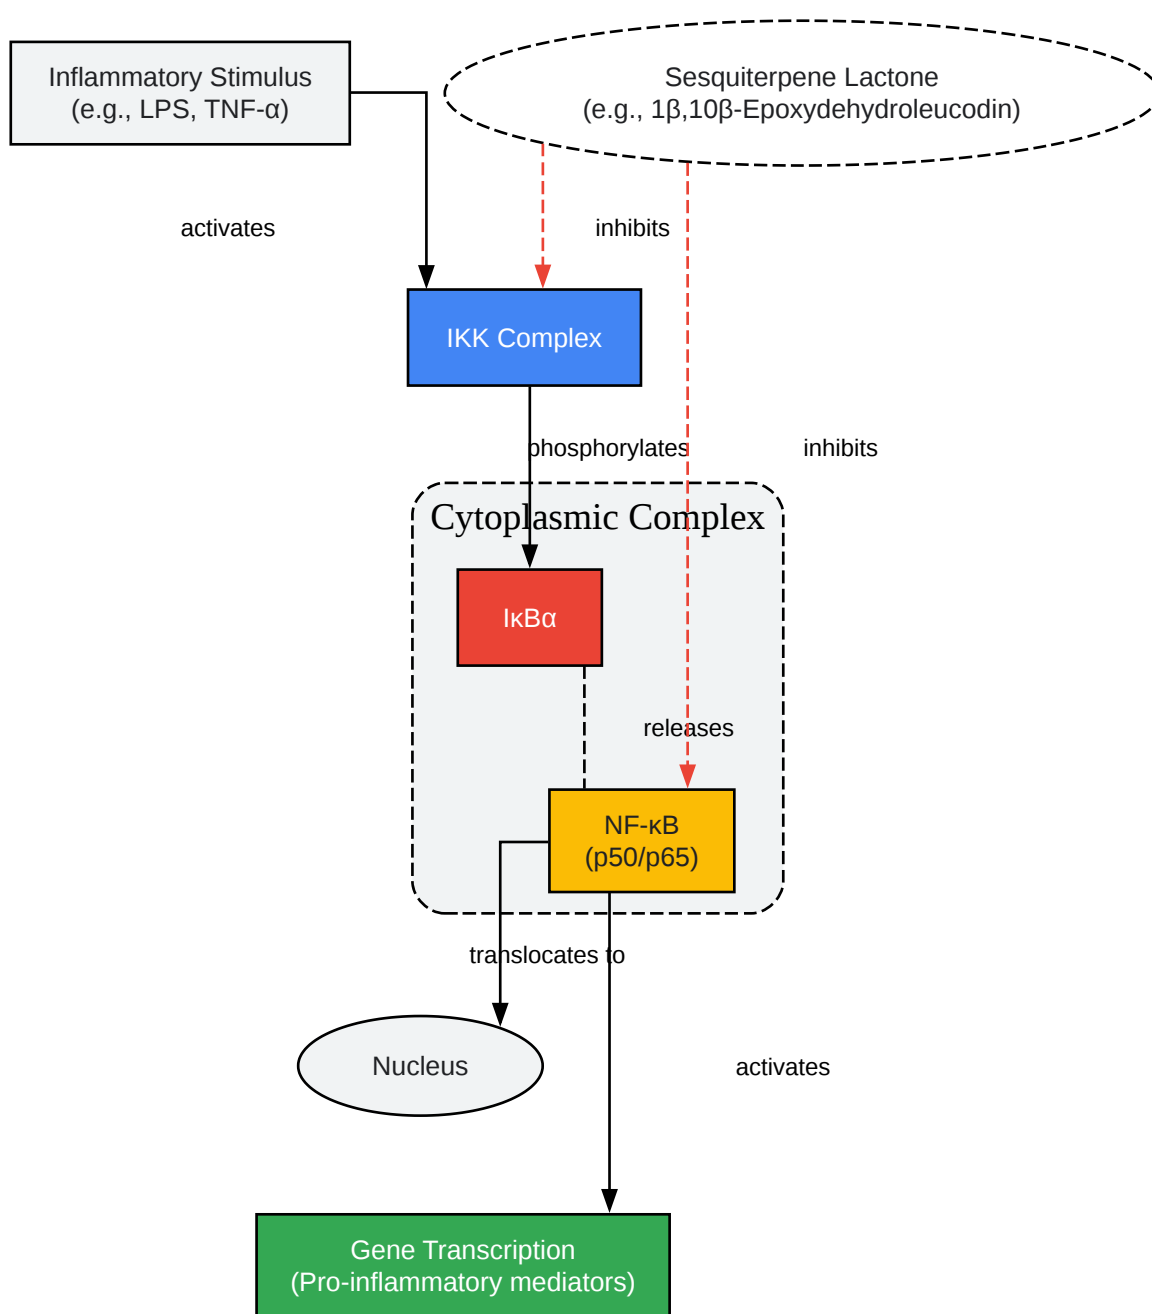 Inflammatory Stimulus
(e.g., LPS, TNF-α)
Sesquiterpene Lactone
(e.g., 1β,10β-Epoxydehydroleucodin)
activates
inhibits
IKK Complex
phosphorylates
inhibits
Cytoplasmic Complex
IκBα
releases
NF-κB
(p50/p65)
translocates to
Nucleus
activates
Gene Transcription
(Pro-inflammatory mediators)